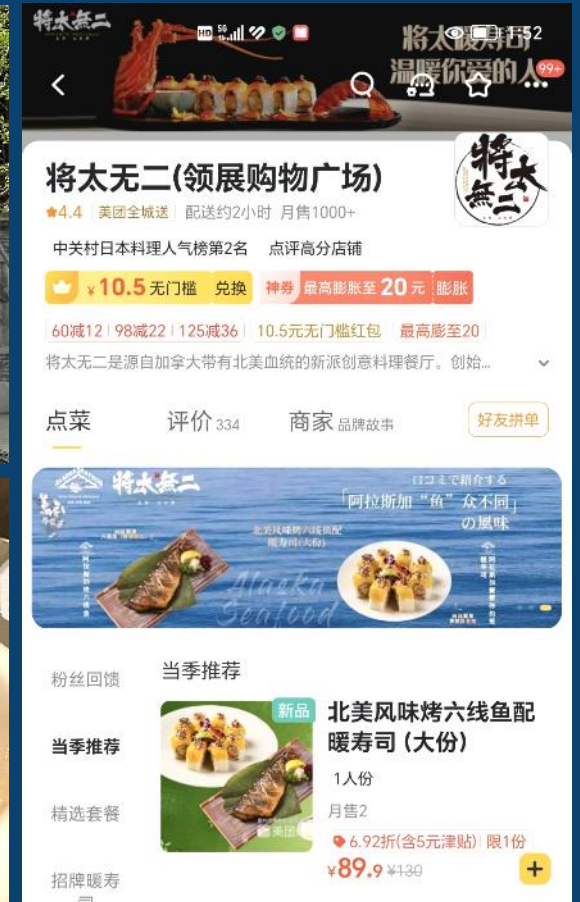 将太無二
HD 5G 1:52
将太暖寿司
温暖你爱的人
99+
将太无二(领展购物广场)
将太無二
4.4 美团全城送 配送约2小时 月售1000+
中关村日本料理人气榜第2名 点评高分店铺
¥10.5 无门槛 兑换 神券 最高膨胀至 20 元 膨胀
60减12 98减22 125减36 10.5元无门槛红包 最高膨至20
将太无二是源自加拿大带有北美血统的新派创意料理餐厅。创始...
点菜 评价 334 商家 品牌故事 好友拼单
将太無二
口コミで紹介する
「阿拉斯加“鱼”众不同」
の風味
北美风味烤六线鱼配
暖寿司(大份)
Alaska
Seafood
粉丝回馈
当季推荐
精选套餐
招牌暖寿
司
当季推荐
新品
美团
北美风味烤六线鱼配
暖寿司（大份）
1人份
月售2
6.92折(含5元津贴) 限1份
¥89.9 ¥130
+